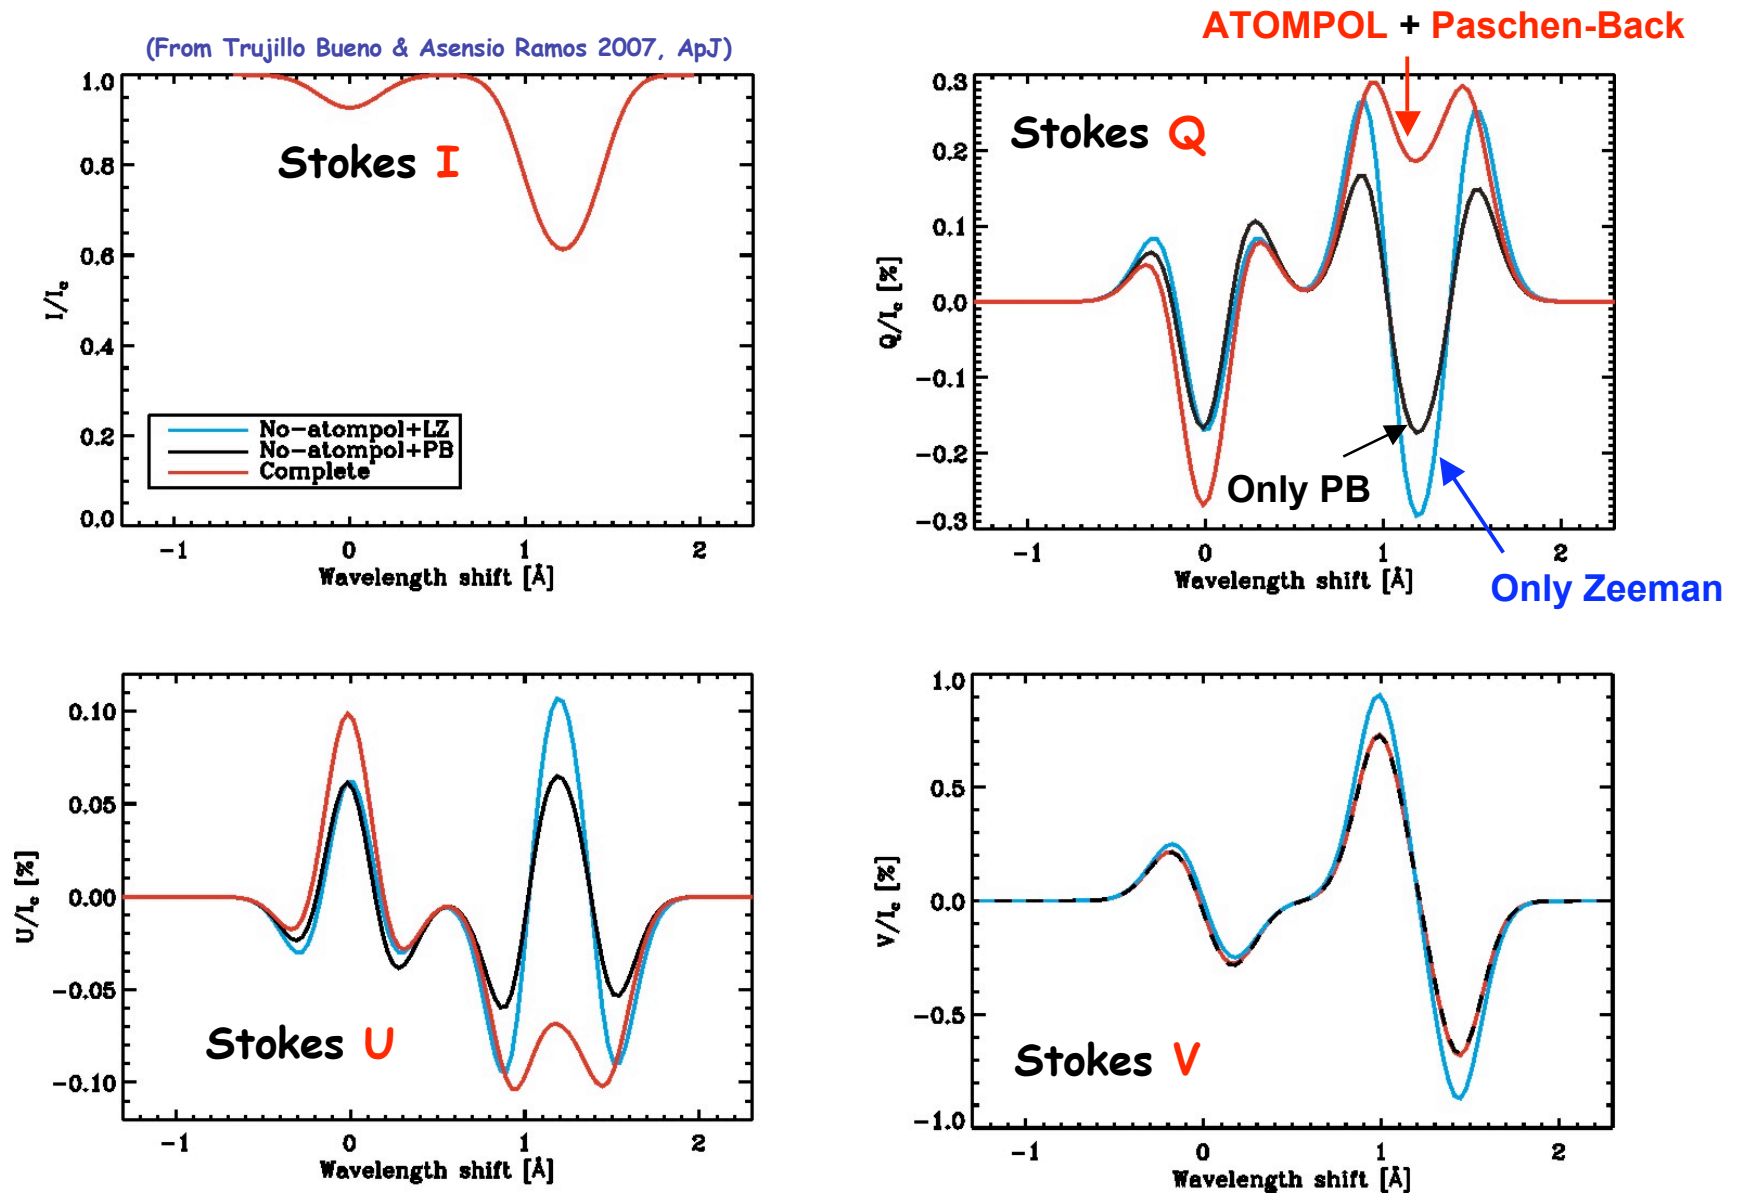 ATOMPOL + Paschen-Back
(From Trujillo Bueno & Asensio Ramos 2007, ApJ)
1.0
0.8
0.6
0.4
0.2
0.0
I/Ic
Stokes I
No-atompol+LZ
No-atompol+PB
Complete
-1 0 1 2
Wavelength shift [Å]
0.3
0.2
0.1
0.0
-0.1
-0.2
-0.3
Q/Ic [%]
Stokes Q
Only PB
Only Zeeman
-1 0 1 2
Wavelength shift [Å]
0.10
0.05
0.00
-0.05
-0.10
U/Ic [%]
Stokes U
-1 0 1 2
Wavelength shift [Å]
1.0
0.5
0.0
-0.5
-1.0
V/Ic [%]
Stokes V
-1 0 1 2
Wavelength shift [Å]